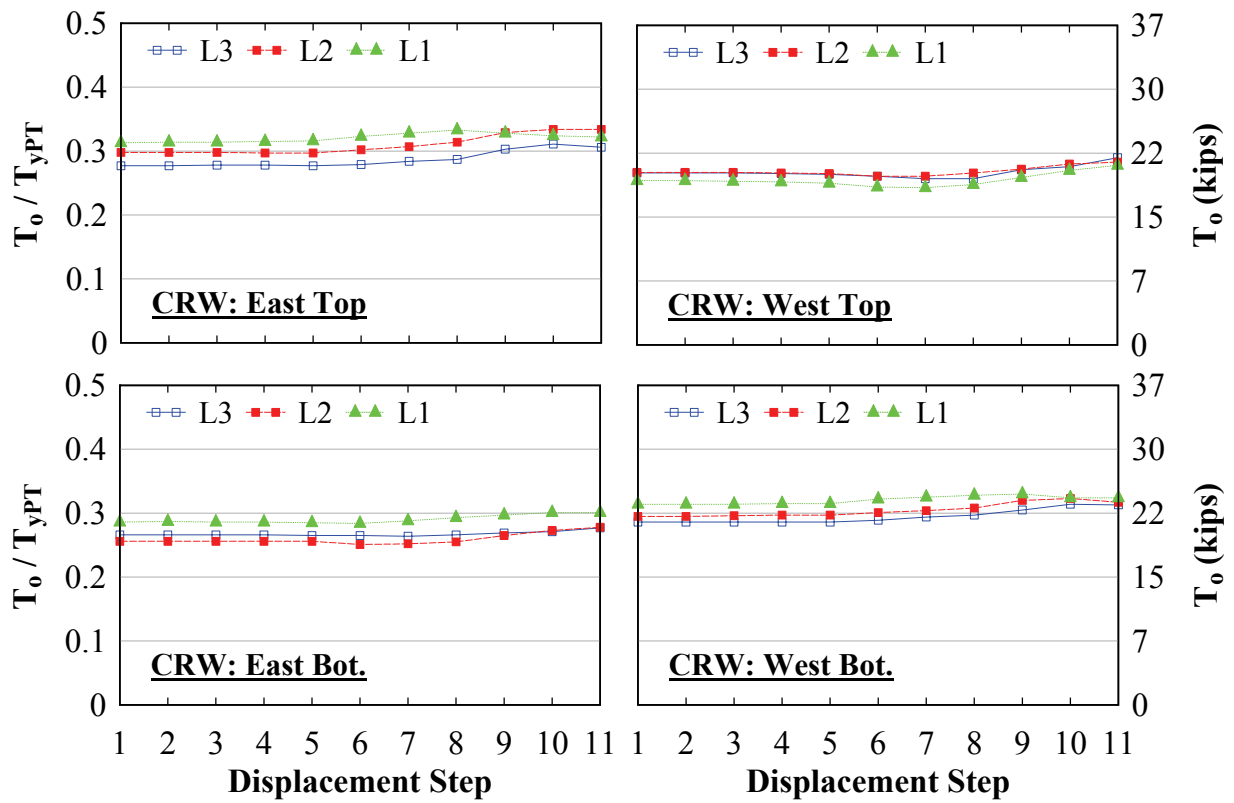 0.5
0.4
0.3
0.2
0.1
0
T₀ / TyPT
L3 L2 L1
CRW: East Top
L3 L2 L1
CRW: West Top
37
30
22
15
7
0
T₀ (kips)
0.5
0.4
0.3
0.2
0.1
0
T₀ / TyPT
L3 L2 L1
CRW: East Bot.
1 2 3 4 5 6 7 8 9 10 11
Displacement Step
L3 L2 L1
CRW: West Bot.
1 2 3 4 5 6 7 8 9 10 11
Displacement Step
37
30
22
15
7
0
T₀ (kips)